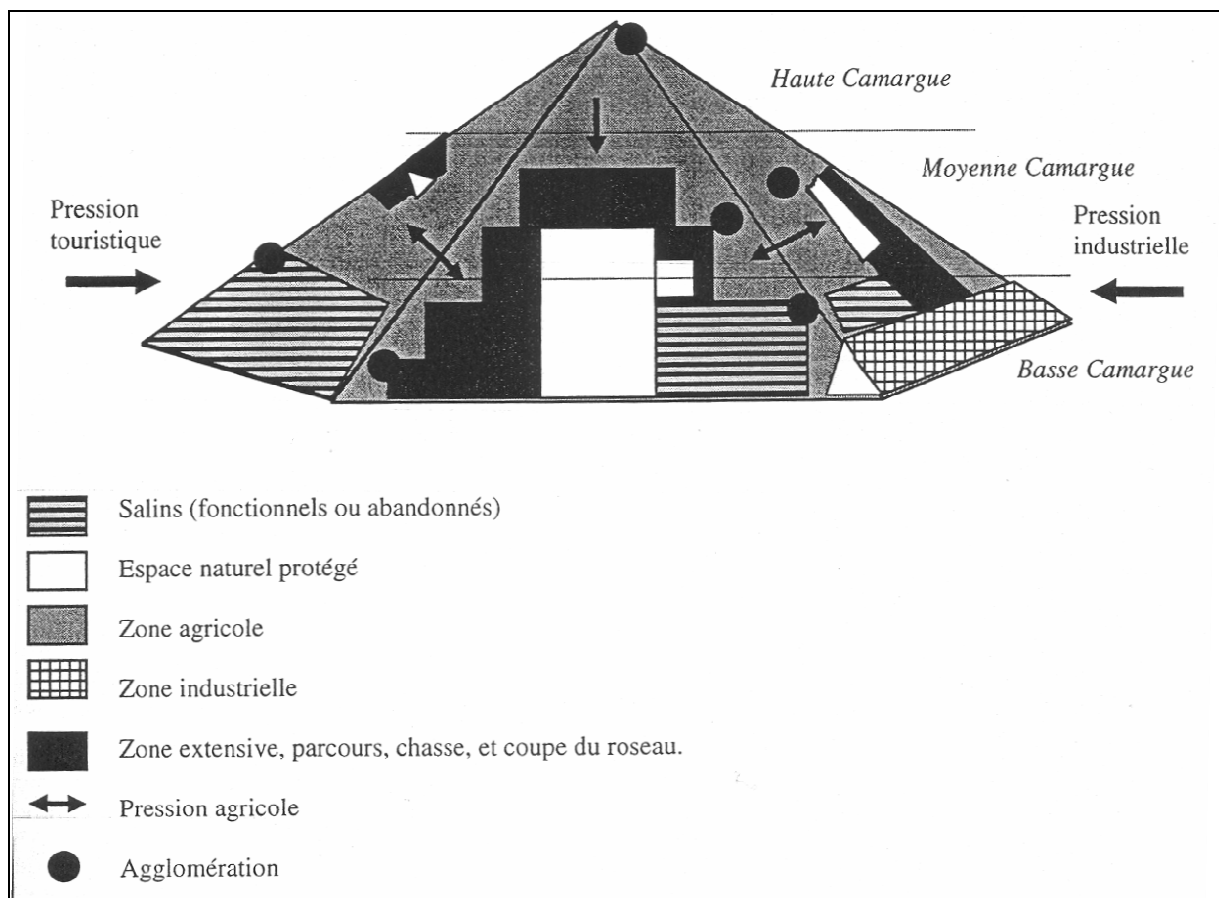 Haute Camargue
Moyenne Camargue
Pression
touristique
Pression
industrielle
Basse Camargue
Salins (fonctionnels ou abandonnés)
Espace naturel protégé
Zone agricole
Zone industrielle
Zone extensive, parcours, chasse, et coupe du roseau.
Pression agricole
Agglomération